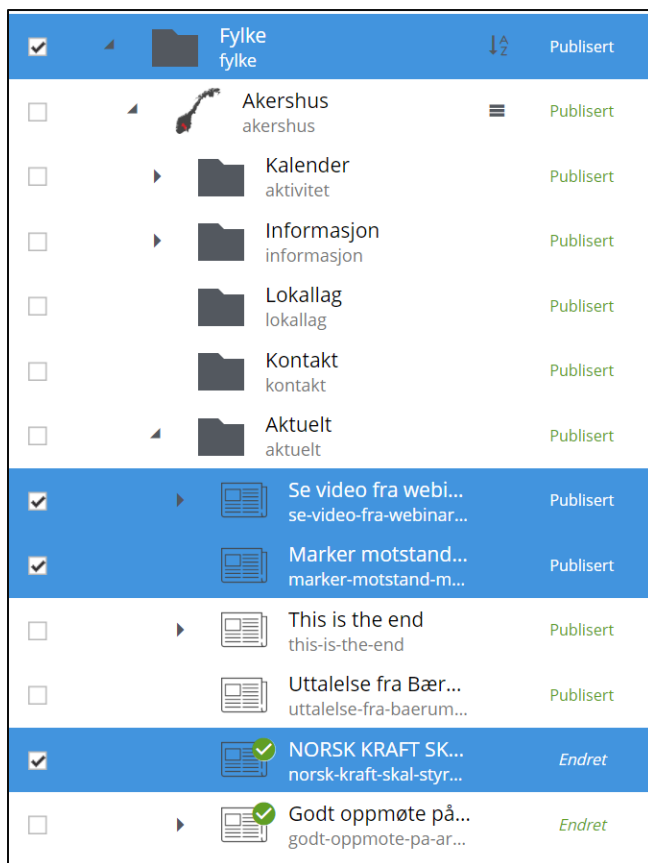 Fylke
fylke
A
Z
Publisert
Akershus
akershus
Publisert
Kalender
aktivitet
Publisert
Informasjon
informasjon
Publisert
Lokallag
lokallag
Publisert
Kontakt
kontakt
Publisert
Aktuelt
aktuelt
Publisert
Se video fra webi...
se-video-fra-webinar...
Publisert
Marker motstand...
marker-motstand-m...
Publisert
This is the end
this-is-the-end
Publisert
Uttalelse fra Bær...
uttalelse-fra-baerum...
Publisert
NORSK KRAFT SK...
norsk-kraft-skal-styr...
Endret
Godt oppmøte på...
godt-oppmote-pa-ar...
Endret